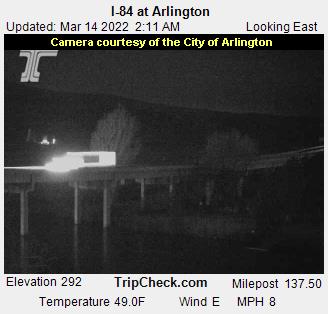 I-84 at Arlington
Updated: Mar 14 2022 2:11 AM Looking East
Camera courtesy of the City of Arlington
Elevation 292 TripCheck.com Milepost 137.50
Temperature 49.0F Wind E MPH 8